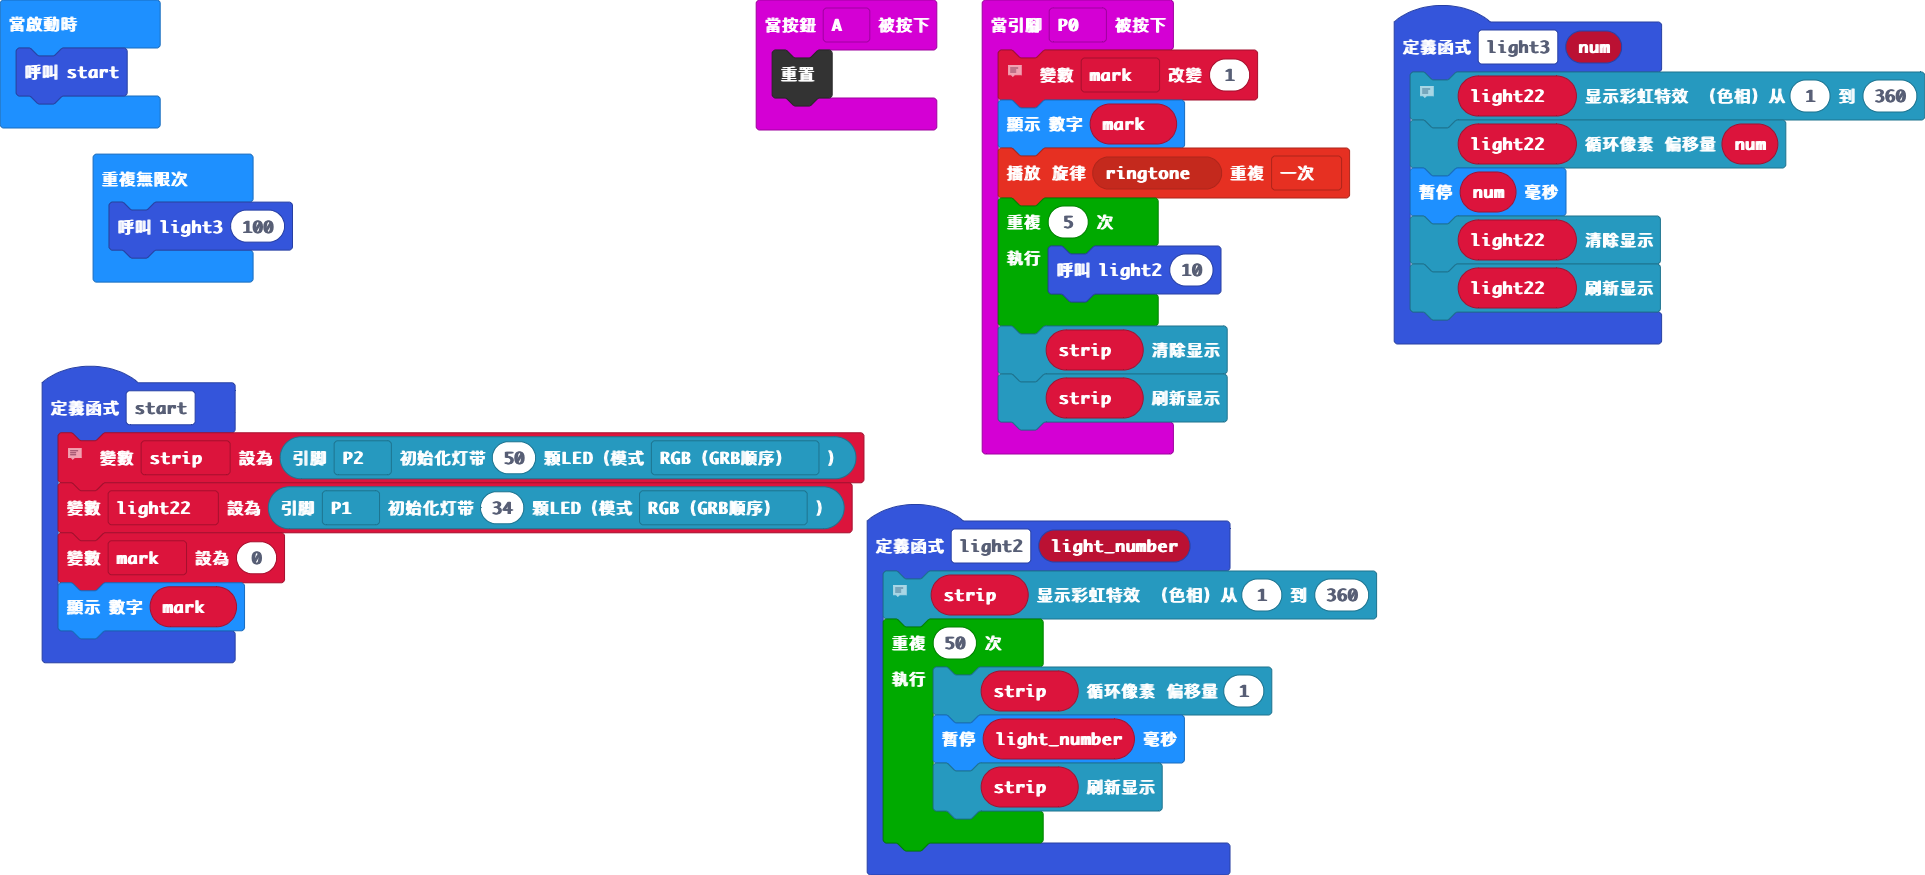 當啟動時
呼叫 start
重複無限次
呼叫 light3 100
當按鈕 A 被按下
重置
當引腳 P0 被按下
變數 mark 改變 1
顯示 數字 mark
播放 旋律 ringtone 重複 一次
重複 5 次
執行 呼叫 light2 10
strip 清除显示
strip 刷新显示
定義函式 light3 num
light22 显示彩虹特效 （色相）从 1 到 360
light22 循环像素 偏移量 num
暫停 num 毫秒
light22 清除显示
light22 刷新显示
定義函式 start
變數 strip 設為 引脚 P2 初始化灯带 50 顆LED（模式 RGB（GRB顺序） ）
變數 light22 設為 引脚 P1 初始化灯带 34 顆LED（模式 RGB（GRB顺序） ）
變數 mark 設為 0
顯示 數字 mark
定義函式 light2 light_number
strip 显示彩虹特效 （色相）从 1 到 360
重複 50 次
執行 strip 循环像素 偏移量 1
暫停 light_number 毫秒
strip 刷新显示